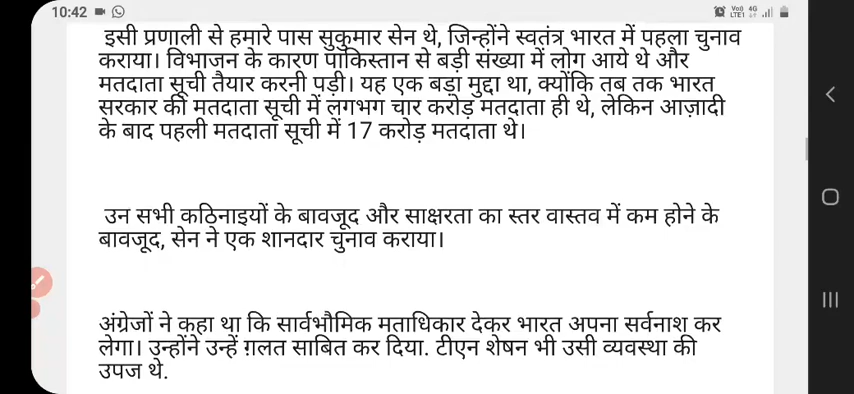 10:42
Vo)) 4G
LTE1
इसी प्रणाली से हमारे पास सुकुमार सेन थे, जिन्होंने स्वतंत्र भारत में पहला चुनाव
कराया। विभाजन के कारण पाकिस्तान से बड़ी संख्या में लोग आये थे और
मतदाता सूची तैयार करनी पड़ी। यह एक बड़ा मुद्दा था, क्योंकि तब तक भारत
सरकार की मतदाता सूची में लगभग चार करोड़ मतदाता ही थे, लेकिन आज़ादी
के बाद पहली मतदाता सूची में 17 करोड़ मतदाता थे।
उन सभी कठिनाइयों के बावजूद और साक्षरता का स्तर वास्तव में कम होने के
बावजूद, सेन ने एक शानदार चुनाव कराया।
अंग्रेजों ने कहा था कि सार्वभौमिक मताधिकार देकर भारत अपना सर्वनाश कर
लेगा। उन्होंने उन्हें ग़लत साबित कर दिया. टीएन शेषन भी उसी व्यवस्था की
उपज थे.